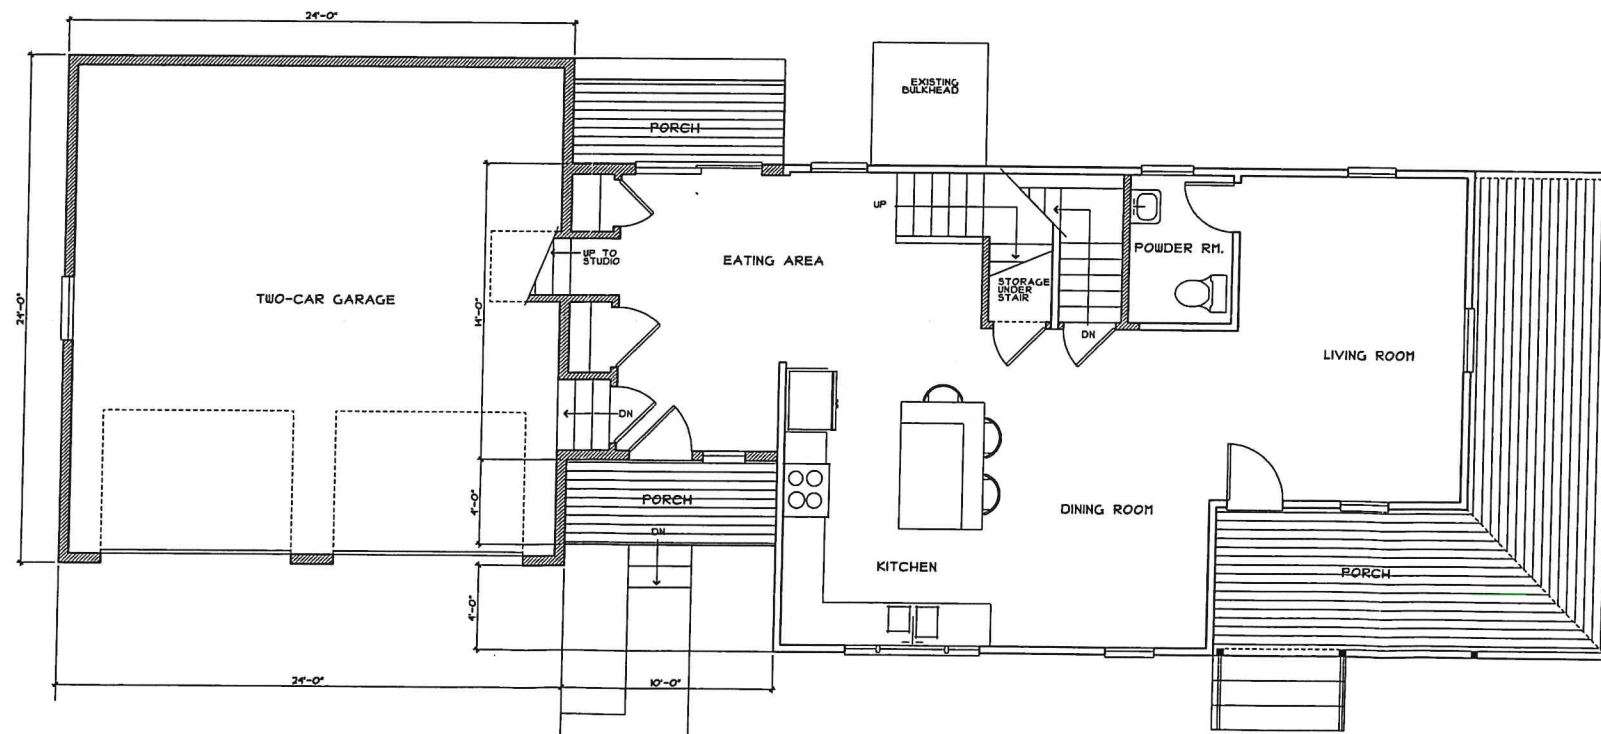 24'-0"
EXISTING
BULKHEAD
PORCH
UP
UP TO
STUDIO
EATING AREA
POWDER RM.
STORAGE
UNDER
STAIR
TWO-CAR GARAGE
24'-0"
14'-0"
DN
LIVING ROOM
DN
PORCH
4'-0"
DINING ROOM
DN
KITCHEN
PORCH
4'-0"
24'-0"
10'-0"